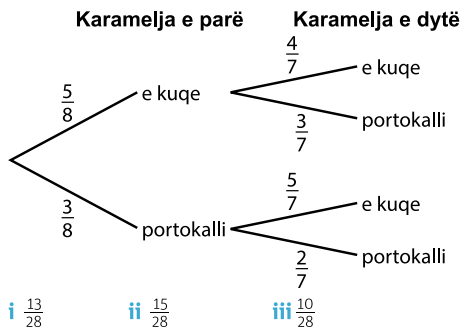 Karamelja e parë Karamelja e dytë
5/8 e kuqe 4/7 e kuqe
3/7 portokalli
3/8 portokalli 5/7 e kuqe
2/7 portokalli
i 13/28 ii 15/28 iii 10/28